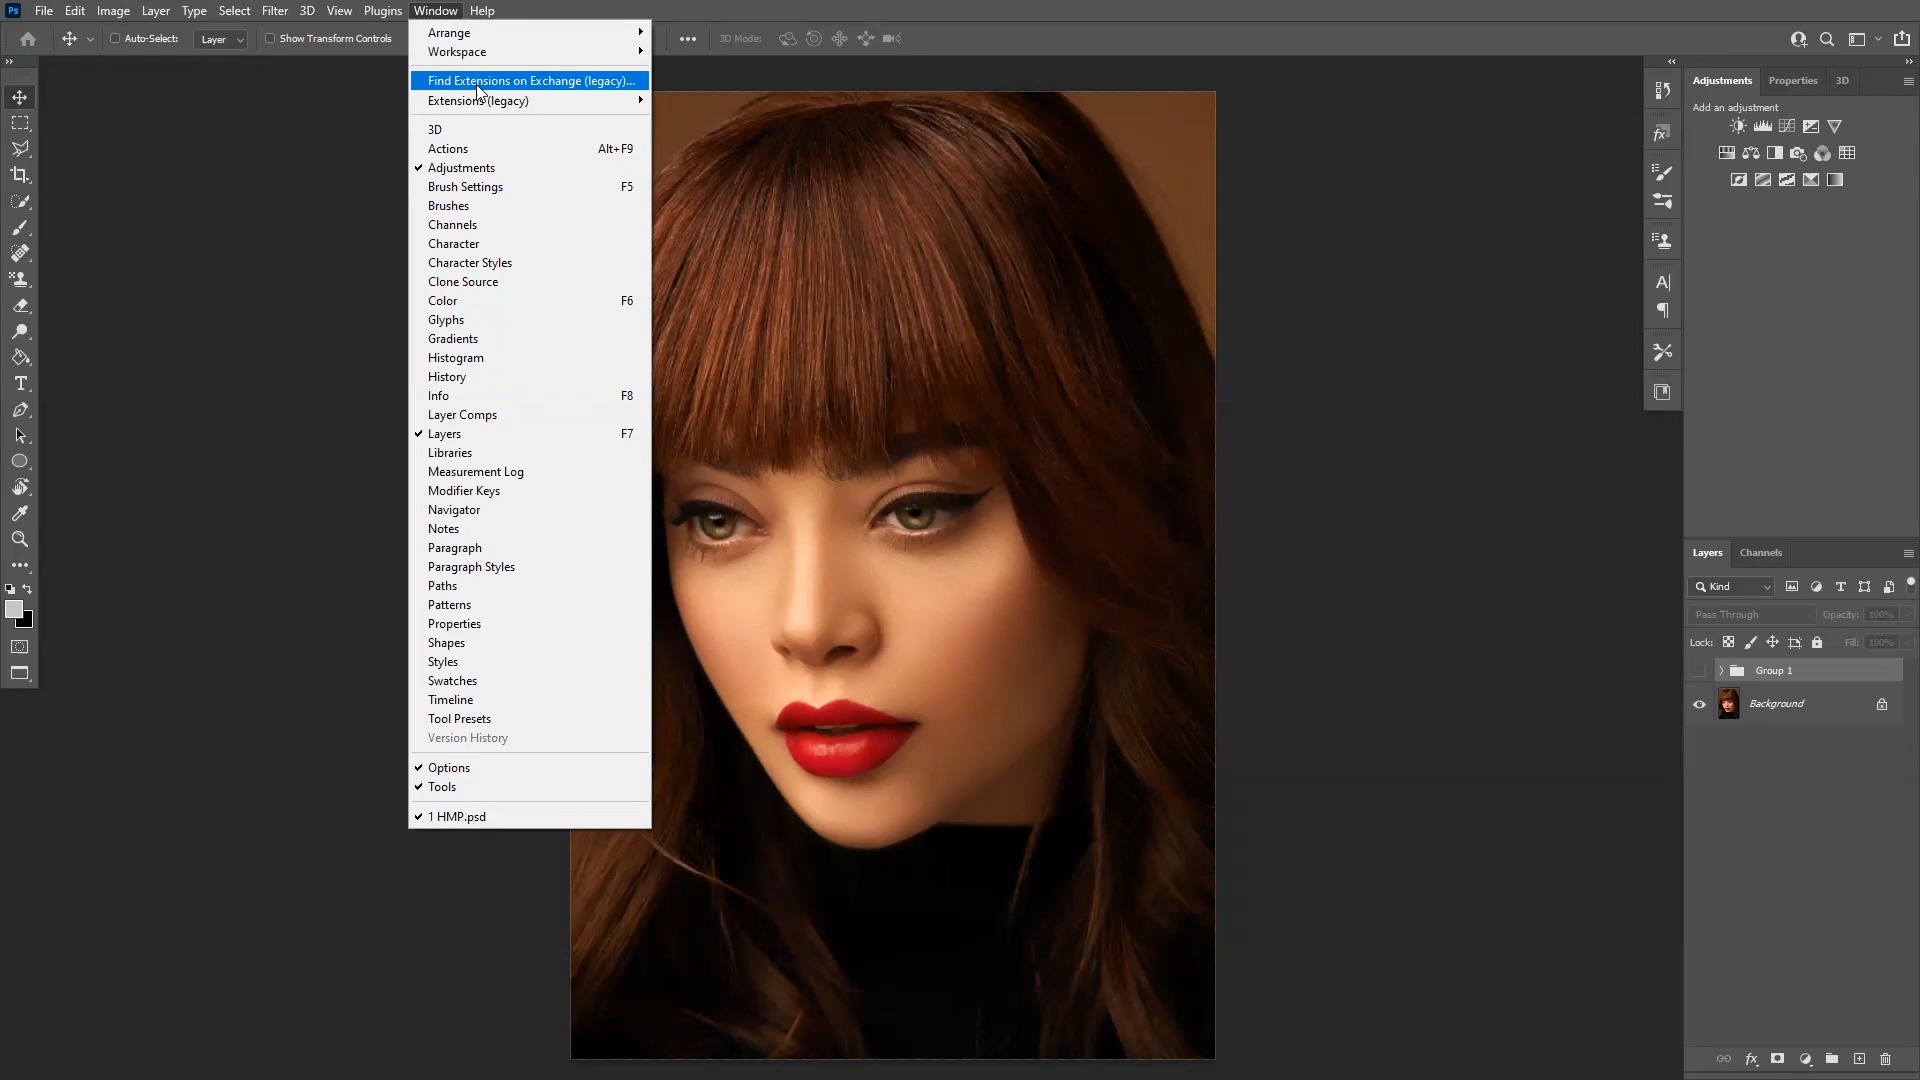 Ps File Edit Image Layer Type Select Filter 3D View Plugins Window Help
Auto-Select: Layer Show Transform Controls 3D Mode:
Arrange
Workspace
Find Extensions on Exchange (legacy)...
Extensions (legacy)
3D
Actions Alt+F9
Adjustments
Brush Settings F5
Brushes
Channels
Character
Character Styles
Clone Source
Color F6
Glyphs
Gradients
Histogram
History
Info F8
Layer Comps
Layers F7
Libraries
Measurement Log
Modifier Keys
Navigator
Notes
Paragraph
Paragraph Styles
Paths
Patterns
Properties
Shapes
Styles
Swatches
Timeline
Tool Presets
Version History
Options
Tools
1 HMP.psd
Adjustments Properties 3D
Add an adjustment
Layers Channels
Kind
Pass Through Opacity: 100%
Lock: Fill: 100%
Group 1
Background